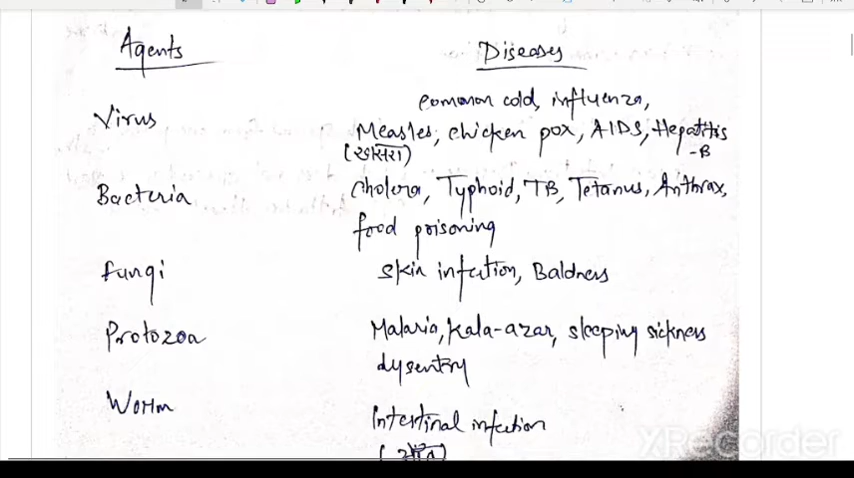 Agents Diseases
Virus common cold, influenza,
Measles, chicken pox, AIDS, Hepatitis
(खसरा) -B
Bacteria Cholera, Typhoid, TB, Tetanus, Anthrax,
food poisoning
Fungi skin infection, Baldness
Protozoa Malaria, Kala-azar, sleeping sickness
dysentry
Worm Intestinal infection
XRecorder